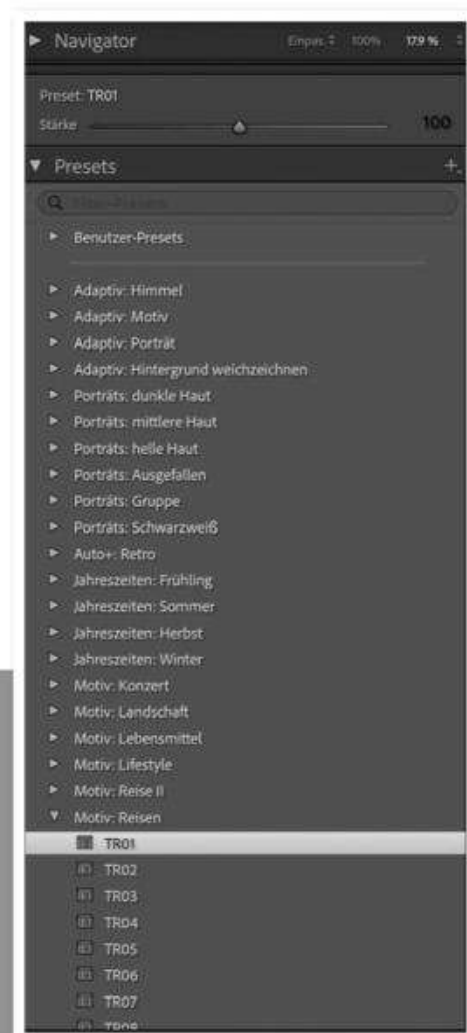 Navigator Einpas. 100% 17.9 %
Preset: TR01
Stärke 100
Presets +
Benutzer-Presets
Adaptiv: Himmel
Adaptiv: Motiv
Adaptiv: Porträt
Adaptiv: Hintergrund weichzeichnen
Porträts: dunkle Haut
Porträts: mittlere Haut
Porträts: helle Haut
Porträts: Ausgefallen
Porträts: Gruppe
Porträts: Schwarzweiß
Auto+: Retro
Jahreszeiten: Frühling
Jahreszeiten: Sommer
Jahreszeiten: Herbst
Jahreszeiten: Winter
Motiv: Konzert
Motiv: Landschaft
Motiv: Lebensmittel
Motiv: Lifestyle
Motiv: Reise II
Motiv: Reisen
TR01
TR02
TR03
TR04
TR05
TR06
TR07